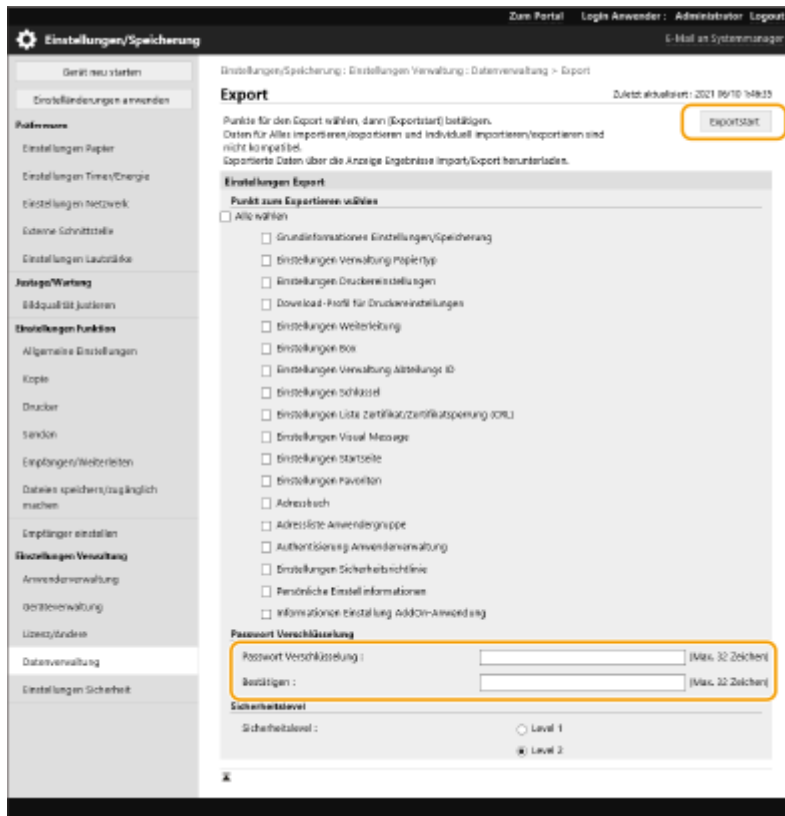 Zum Portal Login Anwender : Administrator Logout
Einstellungen/Speicherung
E-Mail an Systemmanager
Gerät neu starten
Einstelländerungen anwenden
Präferenzen
Einstellungen Papier
Einstellungen Timer/Energie
Einstellungen Netzwerk
Externe Schnittstelle
Einstellungen Lautstärke
Justage/Wartung
Bildqualität justieren
Einstellungen Funktion
Allgemeine Einstellungen
Kopie
Drucker
Senden
Empfangen/Weiterleiten
Dateien speichern/zugänglich
machen
Empfänger einstellen
Einstellungen Verwaltung
Anwenderverwaltung
Geräteverwaltung
Lizenz/Andere
Datenverwaltung
Einstellungen Sicherheit
Einstellungen/Speicherung : Einstellungen Verwaltung : Datenverwaltung > Export
Export
Zuletzt aktualisiert : 2021 06/10
Exportstart
Punkte für den Export wählen, dann [Exportstart] betätigen.
Daten für Alles importieren/exportieren und Individuell importieren/exportieren sind
nicht kompatibel.
Exportierte Daten über die Anzeige Ergebnisse Import/Export herunterladen.
Einstellungen Export
Punkt zum Exportieren wählen
Alle wählen
Grundinformationen Einstellungen/Speicherung
Einstellungen Verwaltung Papiertyp
Einstellungen Druckereinstellungen
Download-Profil für Druckereinstellungen
Einstellungen Weiterleitung
Einstellungen Box
Einstellungen Verwaltung Abteilungs ID
Einstellungen Schlüssel
Einstellungen Liste Zertifikat/Zertifikatsperrung (CRL)
Einstellungen Visual Message
Einstellungen Startseite
Einstellungen Favoriten
Adressbuch
Adressliste Anwendergruppe
Authentisierung Anwenderverwaltung
Einstellungen Sicherheitsrichtlinie
Persönliche Einstellinformationen
Informationen Einstellung AddOn-Anwendung
Passwort Verschlüsselung
Passwort Verschlüsselung : (Max. 32 Zeichen)
Bestätigen : (Max. 32 Zeichen)
Sicherheitslevel
Sicherheitslevel : Level 1
Level 2